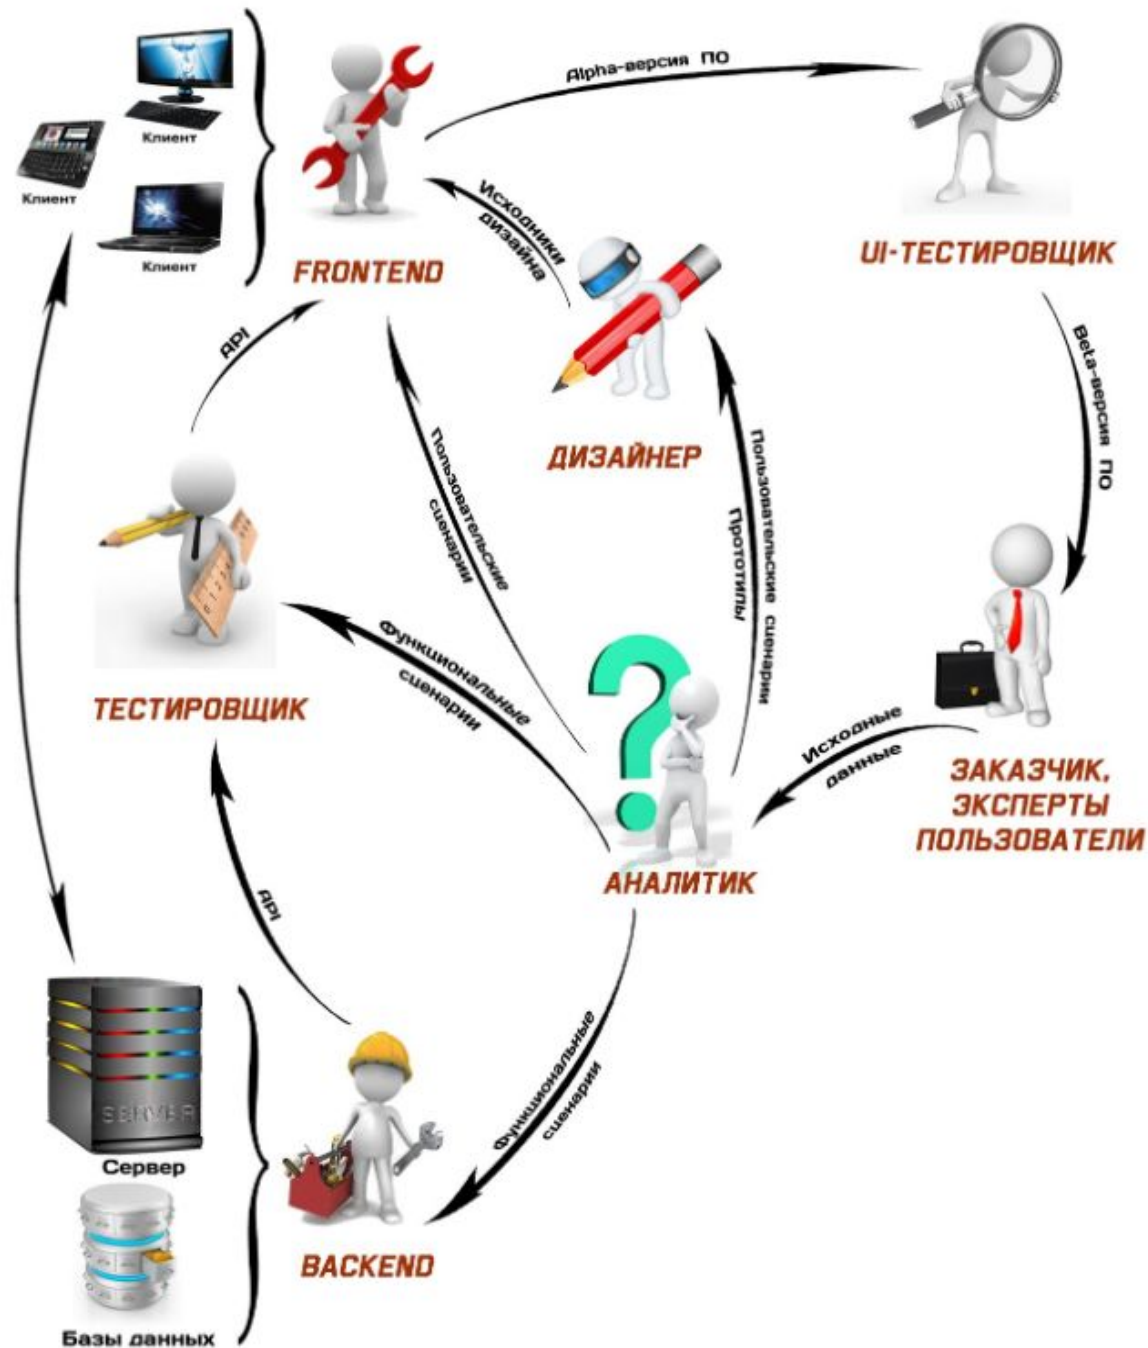 Alpha-версия ПО
Клиент
Клиент
Клиент
FRONTEND
UI-ТЕСТИРОВЩИК
Исходники
дизайна
API
Beta-версия ПО
ДИЗАЙНЕР
Пользовательские
сценарии
Пользовательские сценарии
Прототипы
Функциональные
сценарии
ТЕСТИРОВЩИК
Исходные
данные
ЗАКАЗЧИК,
ЭКСПЕРТЫ
ПОЛЬЗОВАТЕЛИ
АНАЛИТИК
API
Функциональные
сценарии
SERVER
Сервер
BACKEND
Базы данных